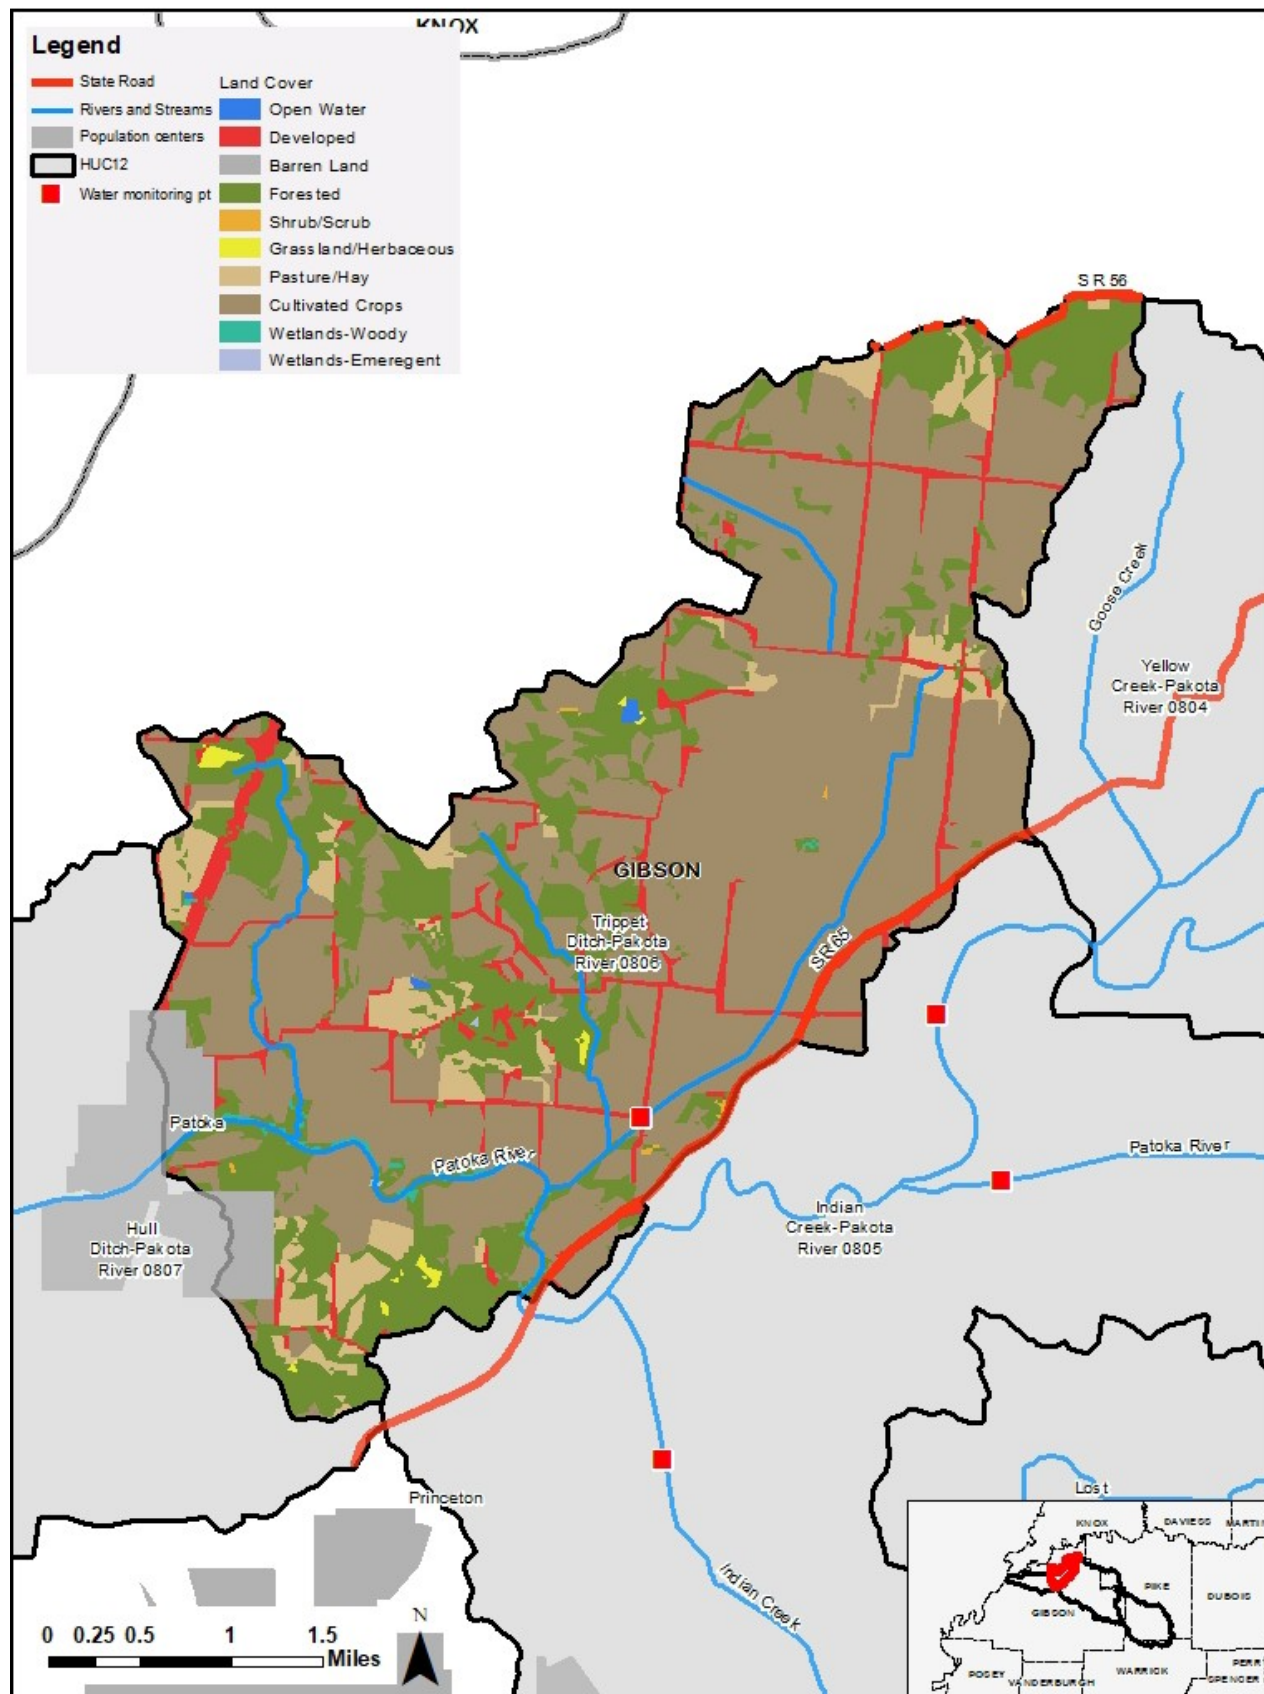 KNOX
Legend
State Road
Rivers and Streams
Population centers
HUC12
Water monitoring pt
Land Cover
Open Water
Developed
Barren Land
Forested
Shrub/Scrub
Grassland/Herbaceous
Pasture/Hay
Cultivated Crops
Wetlands-Woody
Wetlands-Emeregent
S R 56
Goose Creek
Yellow
Creek-Pakota
River 0804
GIBSON
Trippet
Ditch-Pakota
River 0806
SR 65
Patoka
Patoka River
Patoka River
Hull
Ditch-Pakota
River 0807
Indian
Creek-Pakota
River 0805
Princeton
Lost
Indian Creek
0 0.25 0.5 1 1.5
Miles
N
KNOX
DAVIESS
MARTIN
PIKE
DUBOIS
GIBSON
POSEY
VANDERBURGH
WARRICK
PERRY
SPENCER